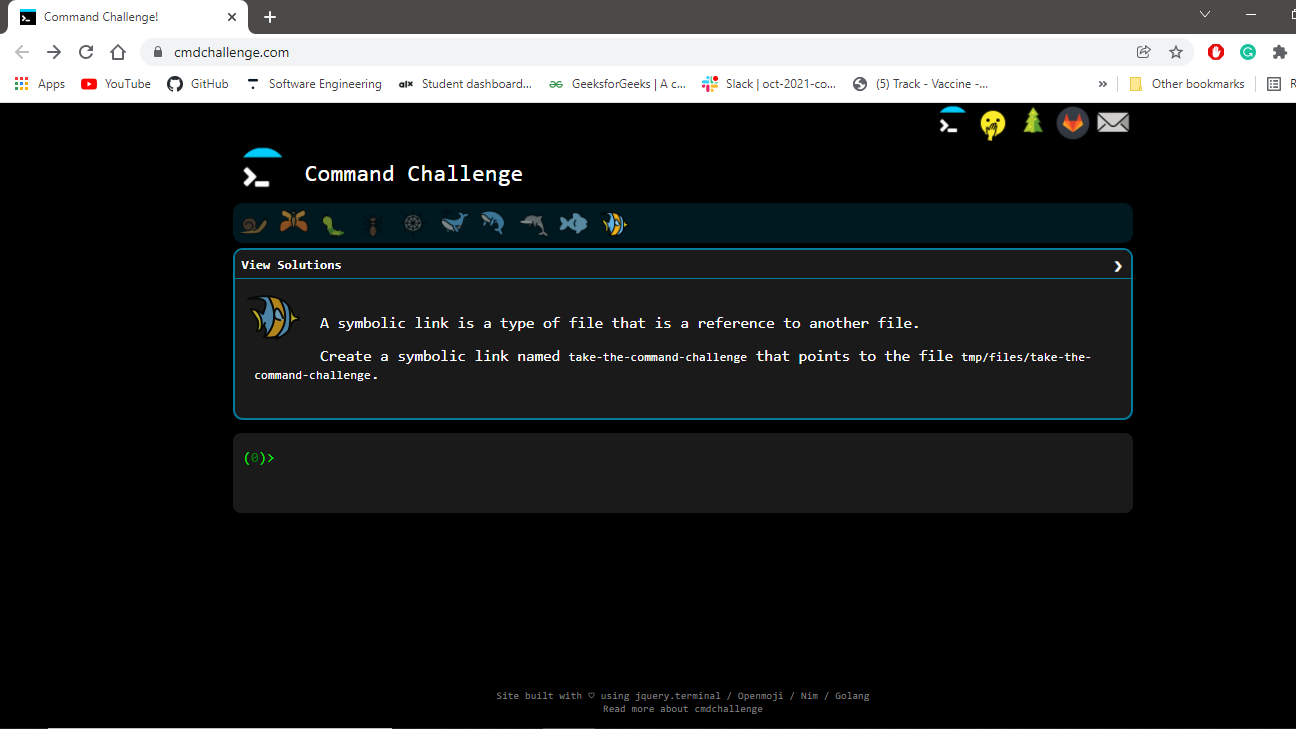 Command Challenge!
cmdchallenge.com
Apps YouTube GitHub Software Engineering alx Student dashboard... GeeksforGeeks | A c... Slack | oct-2021-co... (5) Track - Vaccine -... » Other bookmarks R
Command Challenge
View Solutions
A symbolic link is a type of file that is a reference to another file.
Create a symbolic link named take-the-command-challenge that points to the file tmp/files/take-the-
command-challenge.
(0)>
Site built with ♡ using jquery.terminal / Openmoji / Nim / Golang
Read more about cmdchallenge